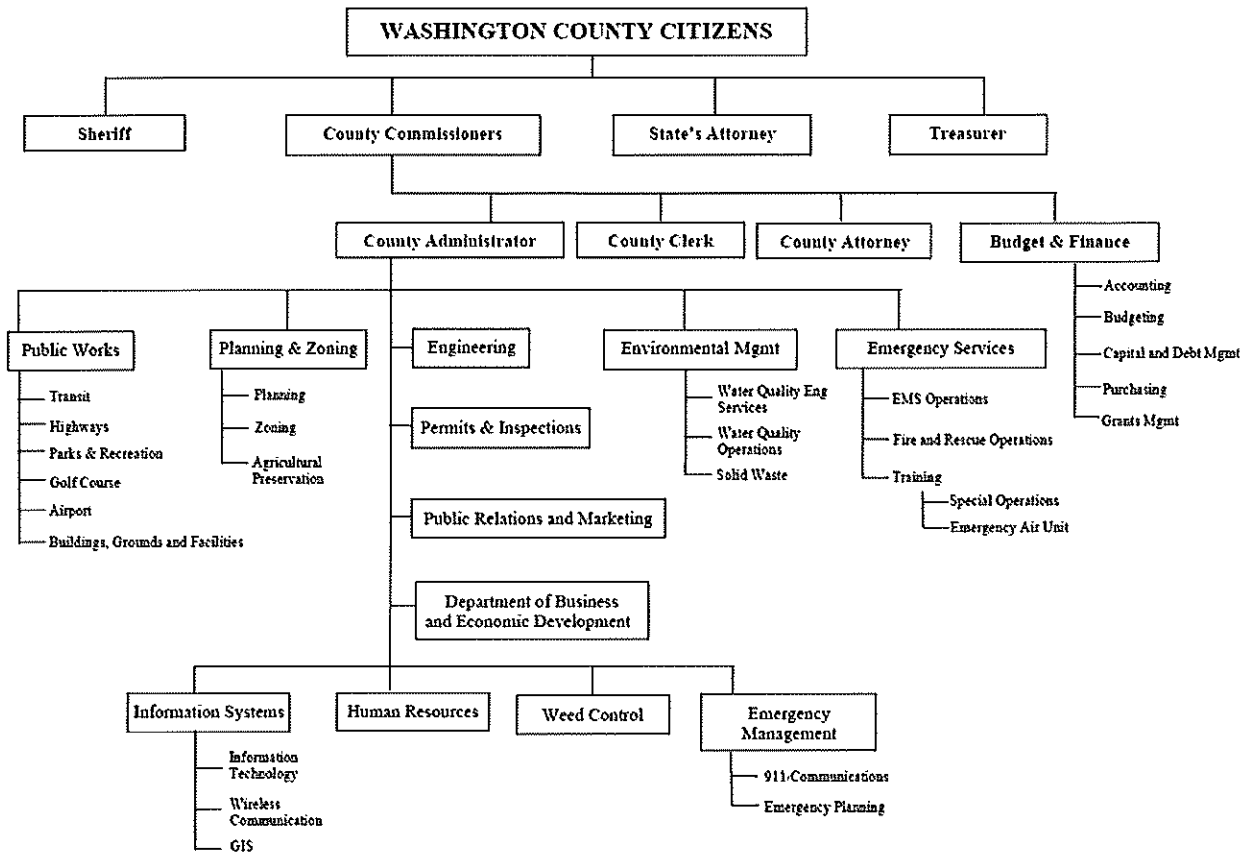 WASHINGTON COUNTY CITIZENS
Sheriff
County Commissioners
State's Attorney
Treasurer
County Administrator
County Clerk
County Attorney
Budget & Finance
Accounting
Budgeting
Capital and Debt Mgmt
Purchasing
Grants Mgmt
Public Works
Transit
Highways
Parks & Recreation
Golf Course
Airport
Buildings, Grounds and Facilities
Planning & Zoning
Planning
Zoning
Agricultural
Preservation
Engineering
Permits & Inspections
Public Relations and Marketing
Department of Business
and Economic Development
Environmental Mgmt
Water Quality Eng
Services
Water Quality
Operations
Solid Waste
Emergency Services
EMS Operations
Fire and Rescue Operations
Training
Special Operations
Emergency Air Unit
Information Systems
Information
Technology
Wireless
Communication
GIS
Human Resources
Weed Control
Emergency
Management
911/Communications
Emergency Planning